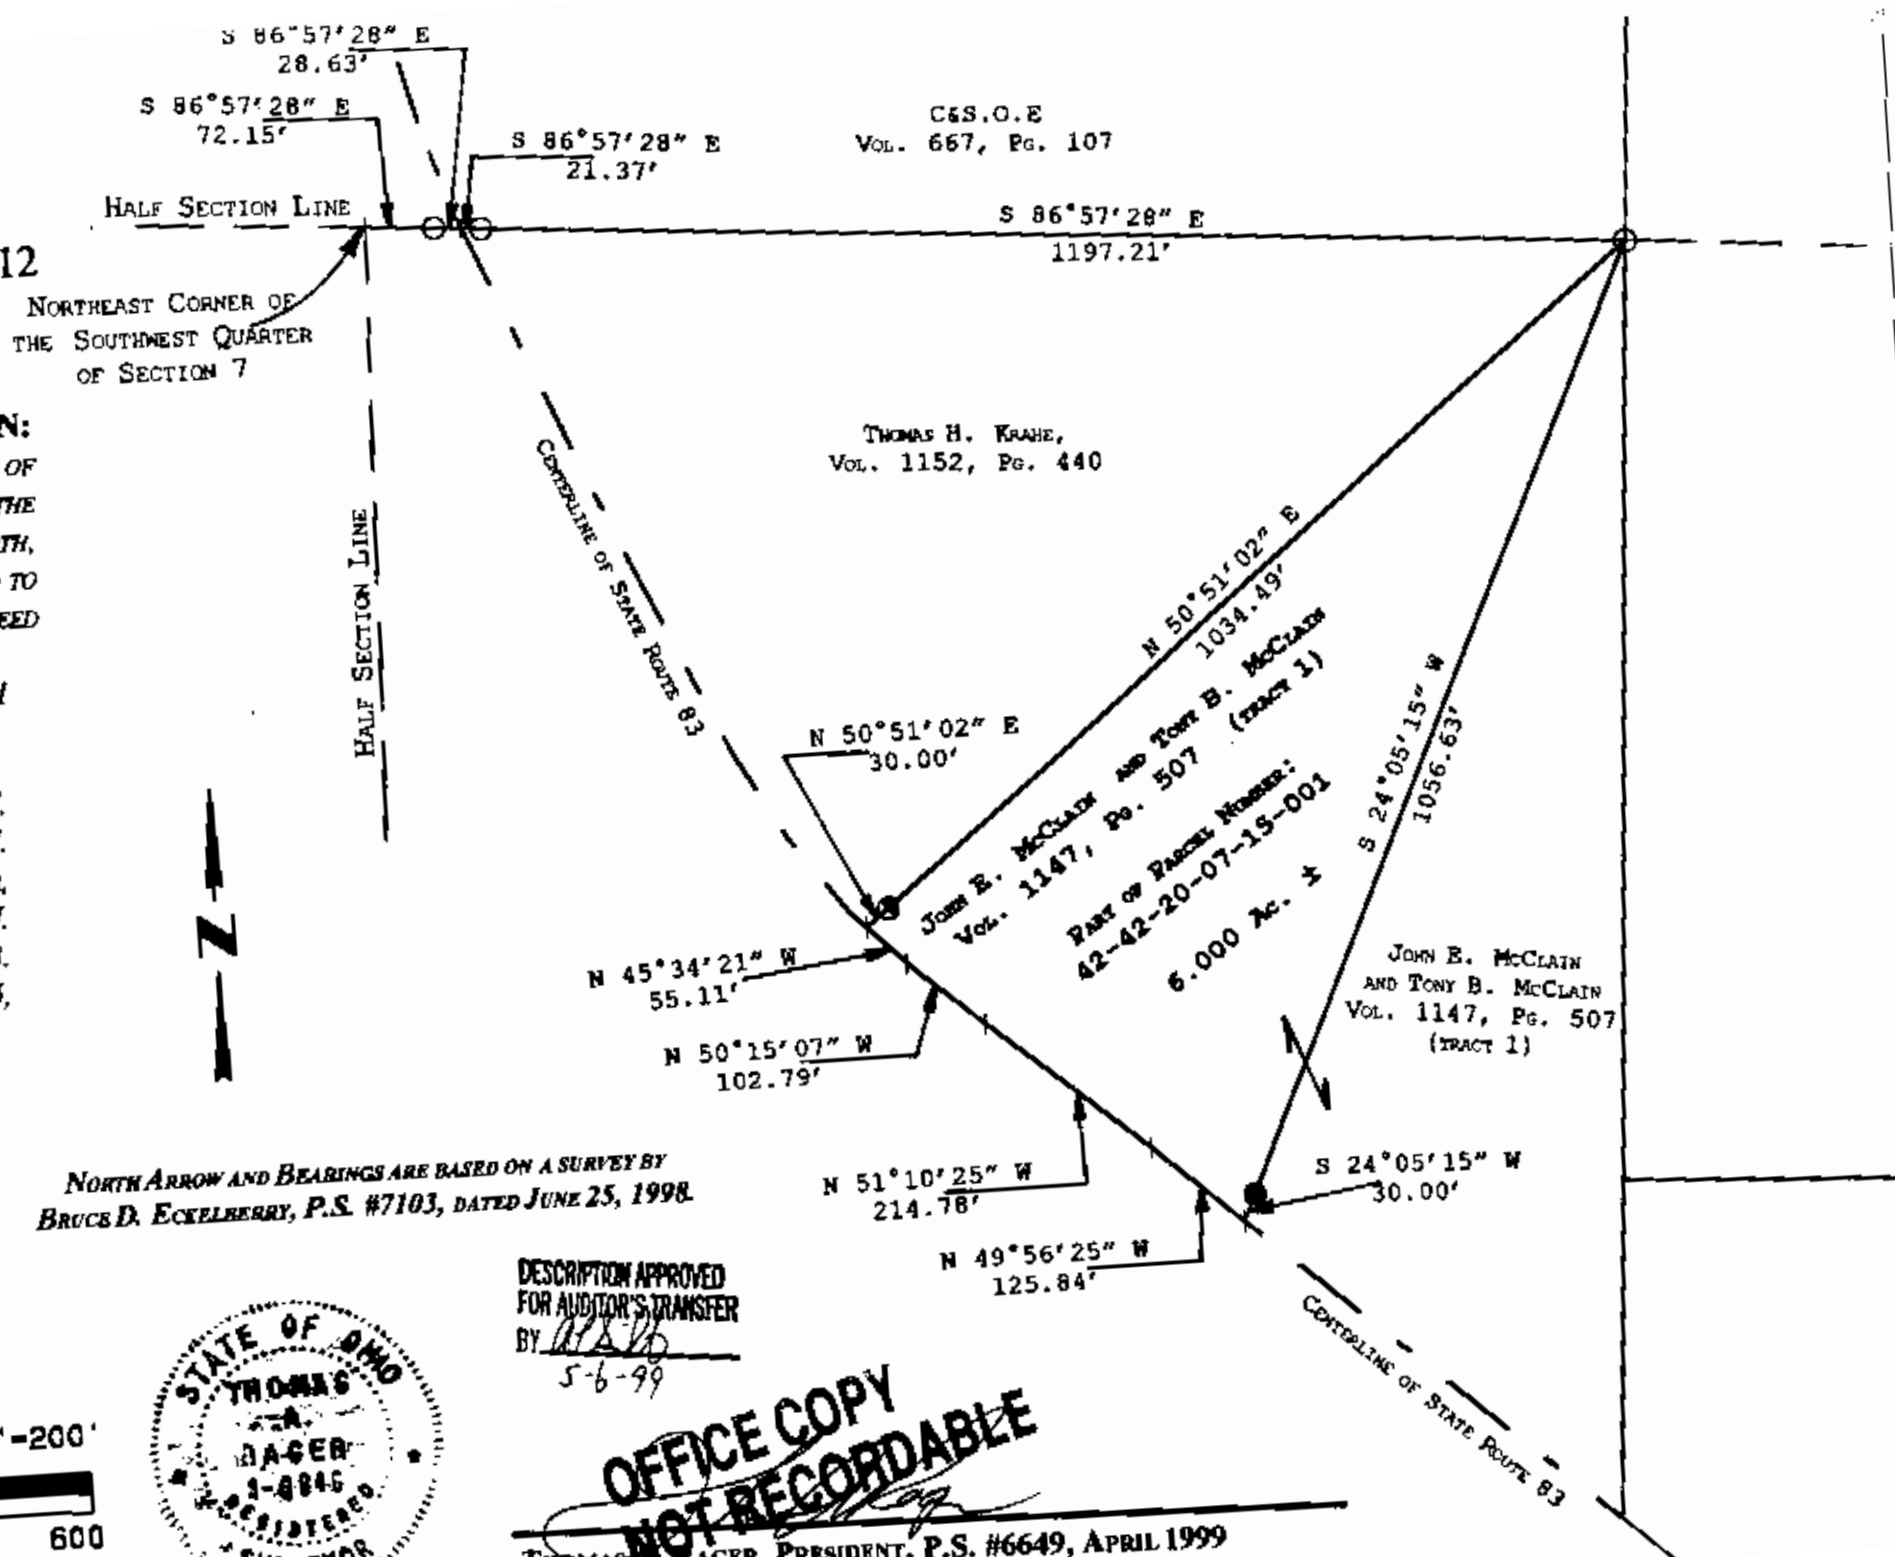 S 86°57'28" E
28.63'
S 86°57'28" E
72.15'
S 86°57'28" E
21.37'
C&S.O.E
VOL. 667, PG. 107
HALF SECTION LINE
S 86°57'28" E
1197.21'
12
NORTHEAST CORNER OF
THE SOUTHWEST QUARTER
OF SECTION 7
N:
OF
THE
TH,
TO
EED
THOMAS H. KRAHE,
VOL. 1152, PG. 440
CENTERLINE OF STATE ROUTE 83
HALF SECTION LINE
N 50°51'02" E
1034.49'
N 50°51'02" E
30.00'
JOHN E. MCCLAIN AND TONY B. MCCLAIN
VOL. 1147, PG. 507 (TRACT 1)
PART OF PARCEL NUMBER:
42-42-20-07-15-001
6.000 AC. ±
S 24°05'15" W
1056.63'
N
N 45°34'21" W
55.11'
JOHN E. MCCLAIN
AND TONY B. MCCLAIN
VOL. 1147, PG. 507
(TRACT 1)
N 50°15'07" W
102.79'
N 51°10'25" W
214.78'
S 24°05'15" W
30.00'
N 49°56'25" W
125.84'
NORTH ARROW AND BEARINGS ARE BASED ON A SURVEY BY
BRUCE D. ECKELBERRY, P.S. #7103, DATED JUNE 25, 1998.
DESCRIPTION APPROVED
FOR AUDITOR'S TRANSFER
BY
5-6-99
CENTERLINE OF STATE ROUTE 83
STATE OF OHIO
THOMAS
A.
REGISTERED
OFFICE COPY
NOT RECORDABLE
-200'
600
PRESIDENT, P.S. #6649, APRIL 1999